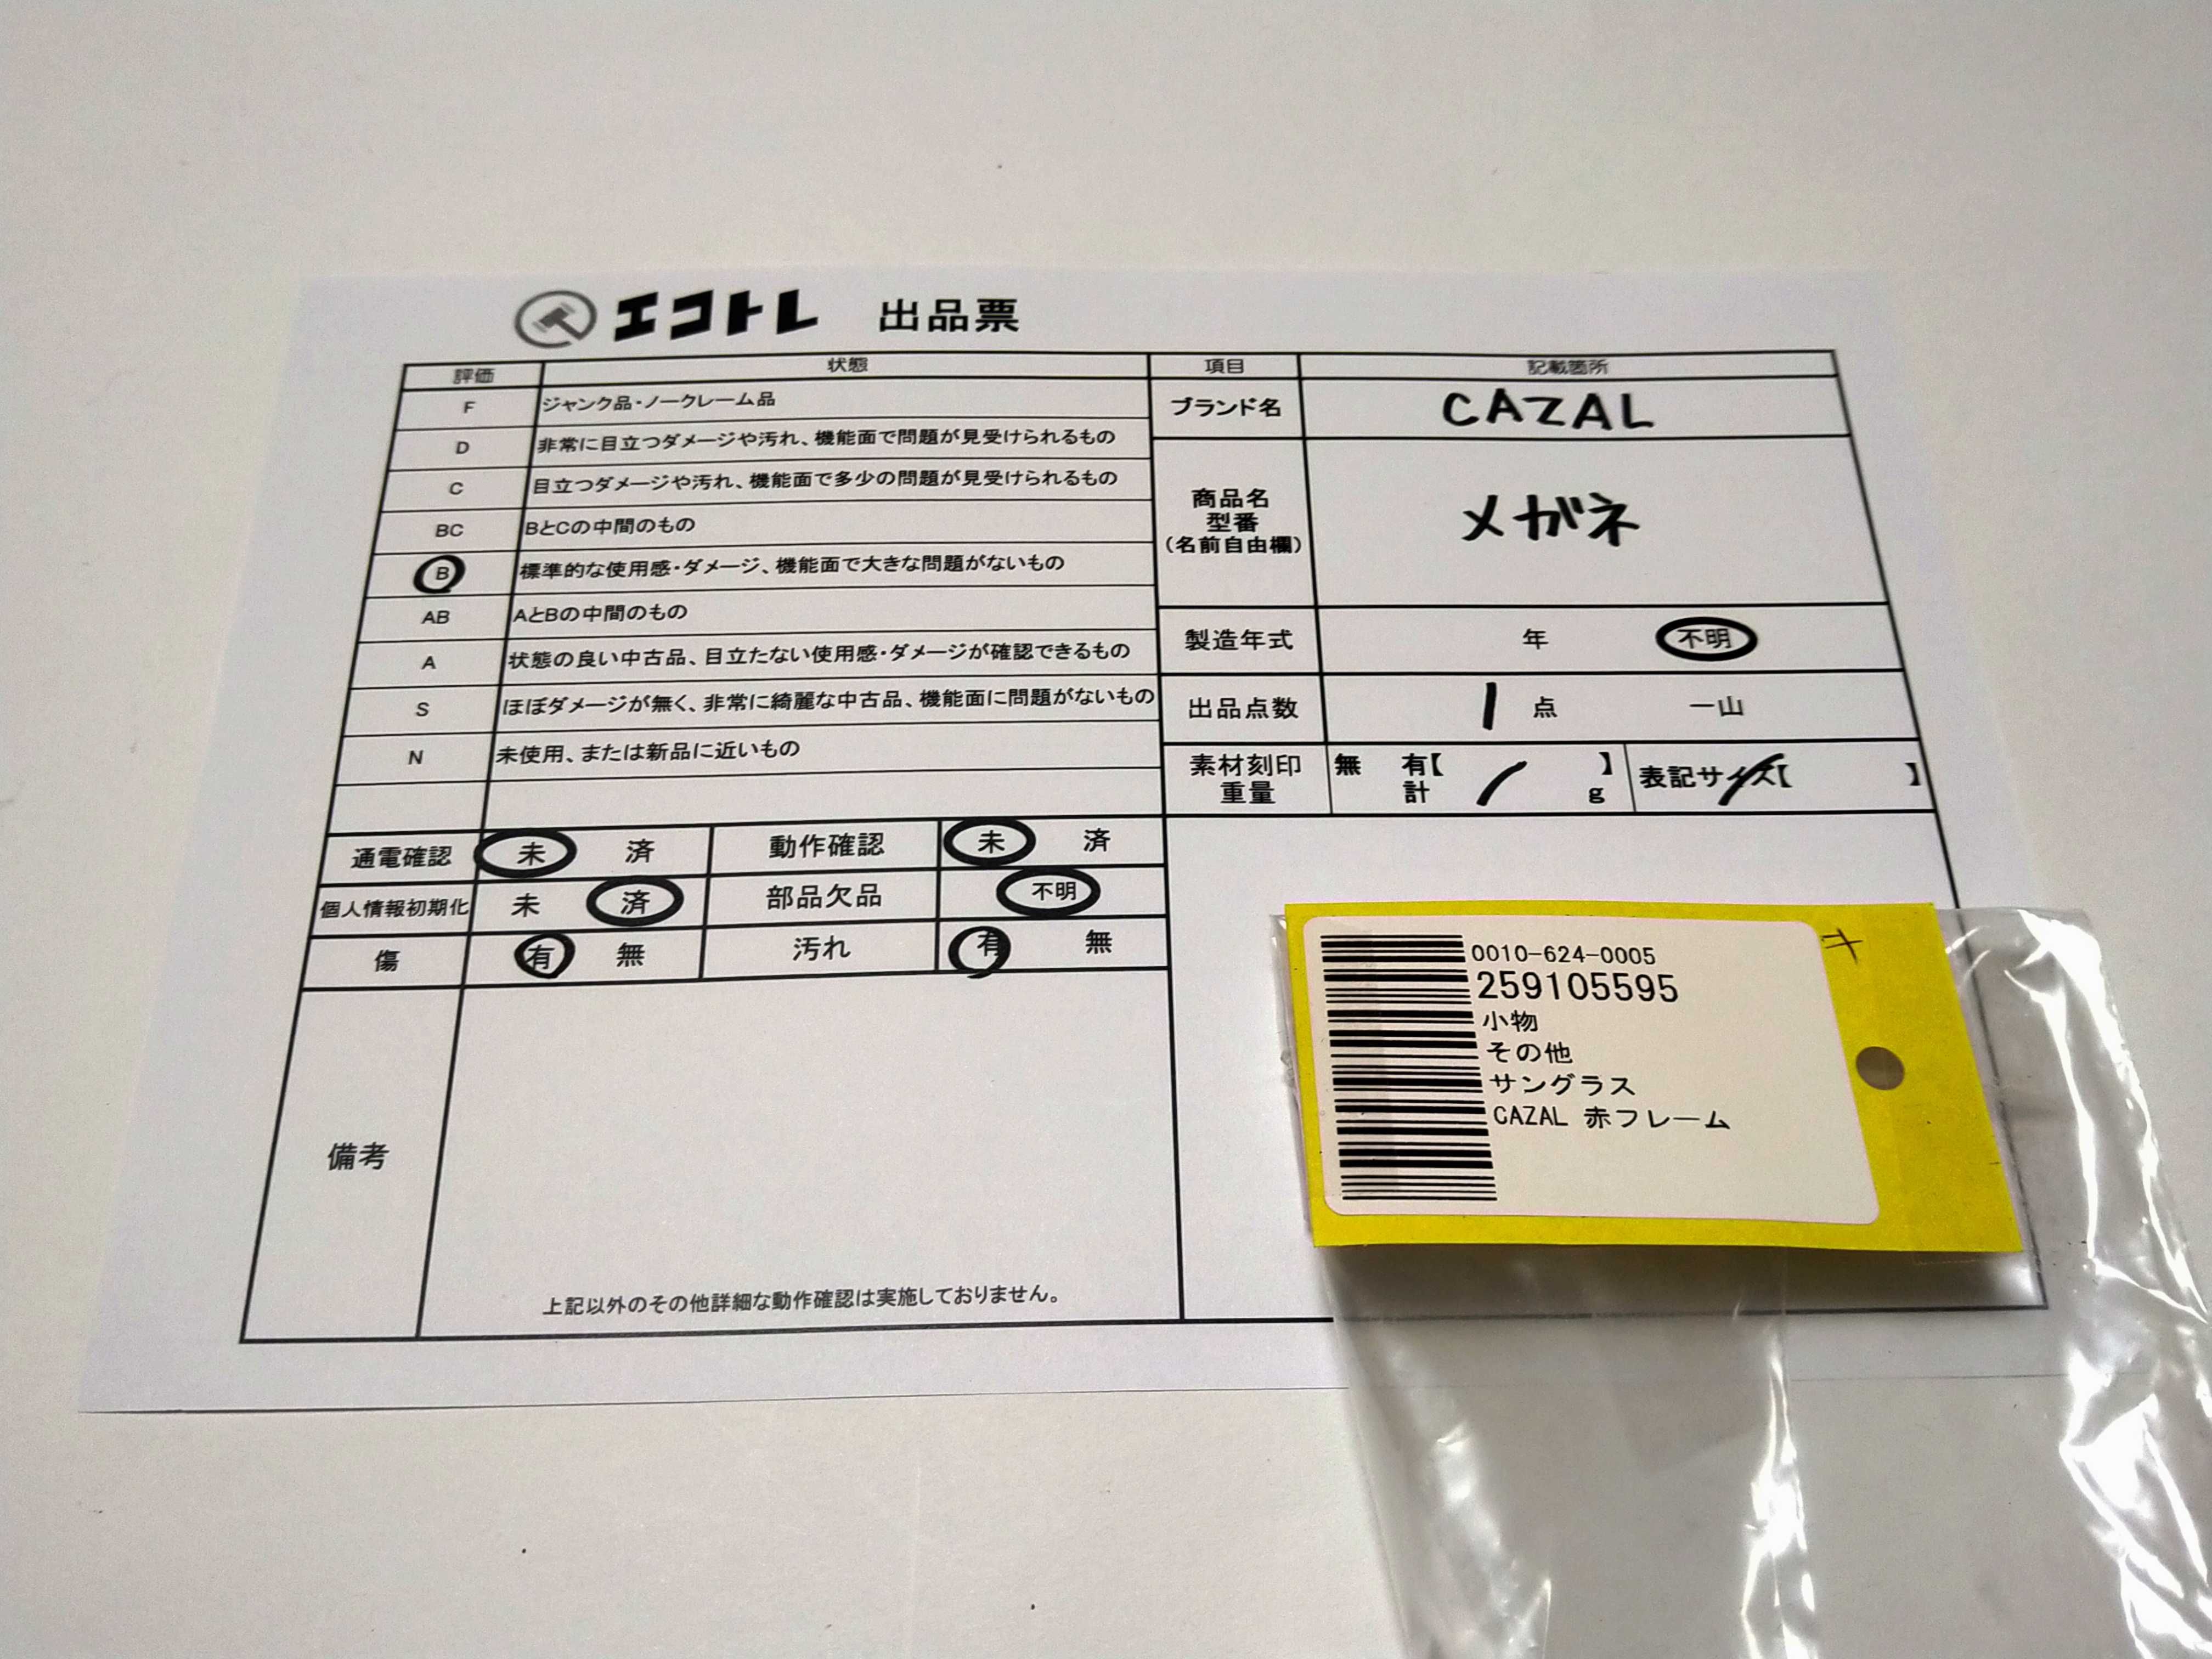 エコトレ 出品票
評価 状態 項目 記載箇所
F ジャンク品・ノークレーム品
D 非常に目立つダメージや汚れ、機能面で問題が見受けられるもの
C 目立つダメージや汚れ、機能面で多少の問題が見受けられるもの
BC BとCの中間のもの
B 標準的な使用感・ダメージ、機能面で大きな問題がないもの
AB AとBの中間のもの
A 状態の良い中古品、目立たない使用感・ダメージが確認できるもの
S ほぼダメージが無く、非常に綺麗な中古品、機能面に問題がないもの
N 未使用、または新品に近いもの
ブランド名 CAZAL
商品名
型番
(名前自由欄)
メガネ
製造年式 年 不明
出品点数 1 点 一山
素材刻印 無 有【 】 表記サイズ【 】
重量 計 g
通電確認 未 済 動作確認 未 済
個人情報初期化 未 済 部品欠品 不明
傷 有 無 汚れ 有 無
備考
上記以外のその他詳細な動作確認は実施しておりません。
0010-624-0005
259105595
小物
その他
サングラス
CAZAL 赤フレーム